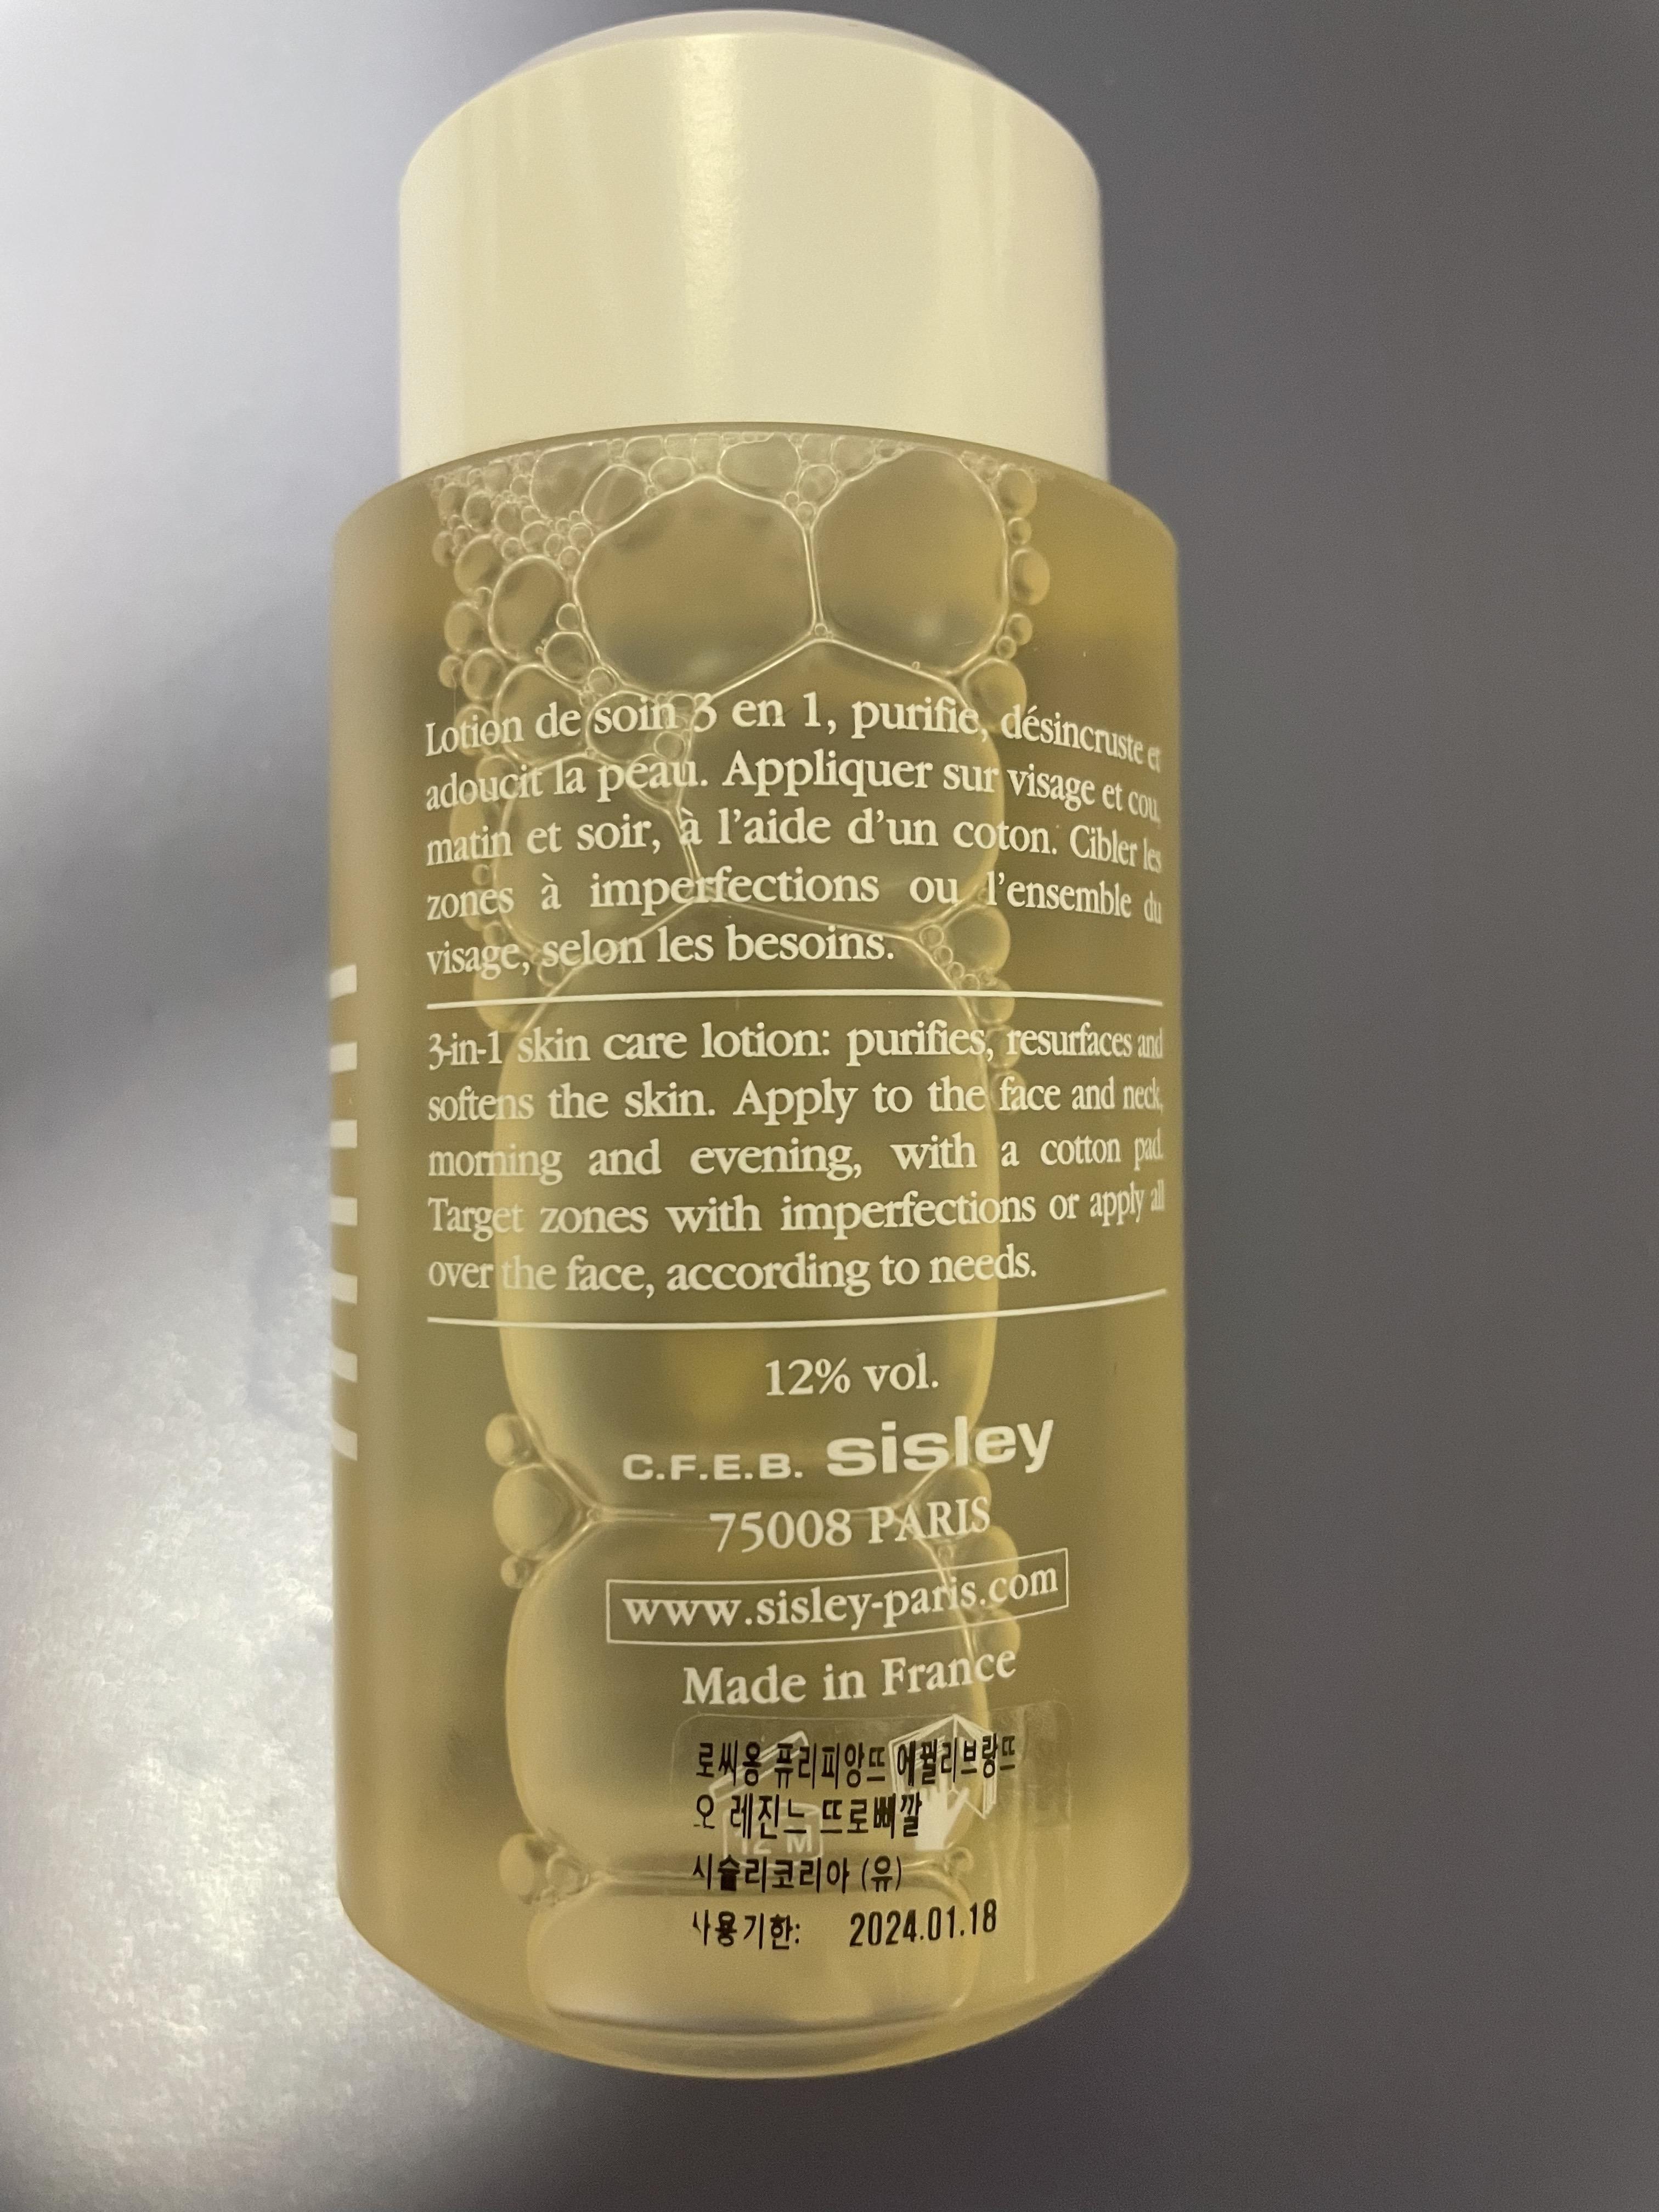 Lotion de soin 3 en 1, purifie, désincruste et
adoucit la peau. Appliquer sur visage et cou,
matin et soir, à l'aide d'un coton. Cibler les
zones à imperfections ou l'ensemble du
visage, selon les besoins.
3-in-1 skin care lotion: purifies, resurfaces and
softens the skin. Apply to the face and neck,
morning and evening, with a cotton pad.
Target zones with imperfections or apply all
over the face, according to needs.
12% vol.
C.F.E.B. sisley
75008 PARIS
www.sisley-paris.com
Made in France
로씨옹 퓨리피앙뜨 에퀼리브랑뜨
오 레진느 뜨로삐깔
12 M
시슬리코리아 (유)
사용기한: 2024.01.18